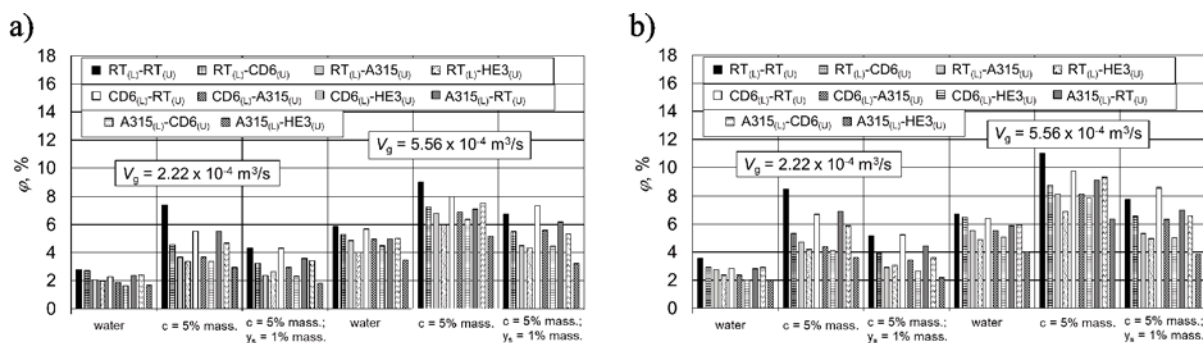 a)
18
16
14
12
10
8
6
4
2
0
φ, %
RT(L)-RT(U) RT(L)-CD6(U) RT(L)-A315(U) RT(L)-HE3(U)
CD6(L)-RT(U) CD6(L)-A315(U) CD6(L)-HE3(U) A315(L)-RT(U)
A315(L)-CD6(U) A315(L)-HE3(U)
Vg = 5.56 x 10-4 m3/s
Vg = 2.22 x 10-4 m3/s
water c = 5% mass. c = 5% mass.; water c = 5% mass. c = 5% mass.;
ys = 1% mass. ys = 1% mass.
b)
18
16
14
12
10
8
6
4
2
0
φ, %
RT(L)-RT(U) RT(L)-CD6(U) RT(L)-A315(U) RT(L)-HE3(U)
CD6(L)-RT(U) CD6(L)-A315(U) CD6(L)-HE3(U) A315(L)-RT(U)
A315(L)-CD6(U) A315(L)-HE3(U)
Vg = 5.56 x 10-4 m3/s
Vg = 2.22 x 10-4 m3/s
water c = 5% mass. c = 5% mass.; water c = 5% mass. c = 5% mass.;
ys = 1% mass. ys = 1% mass.